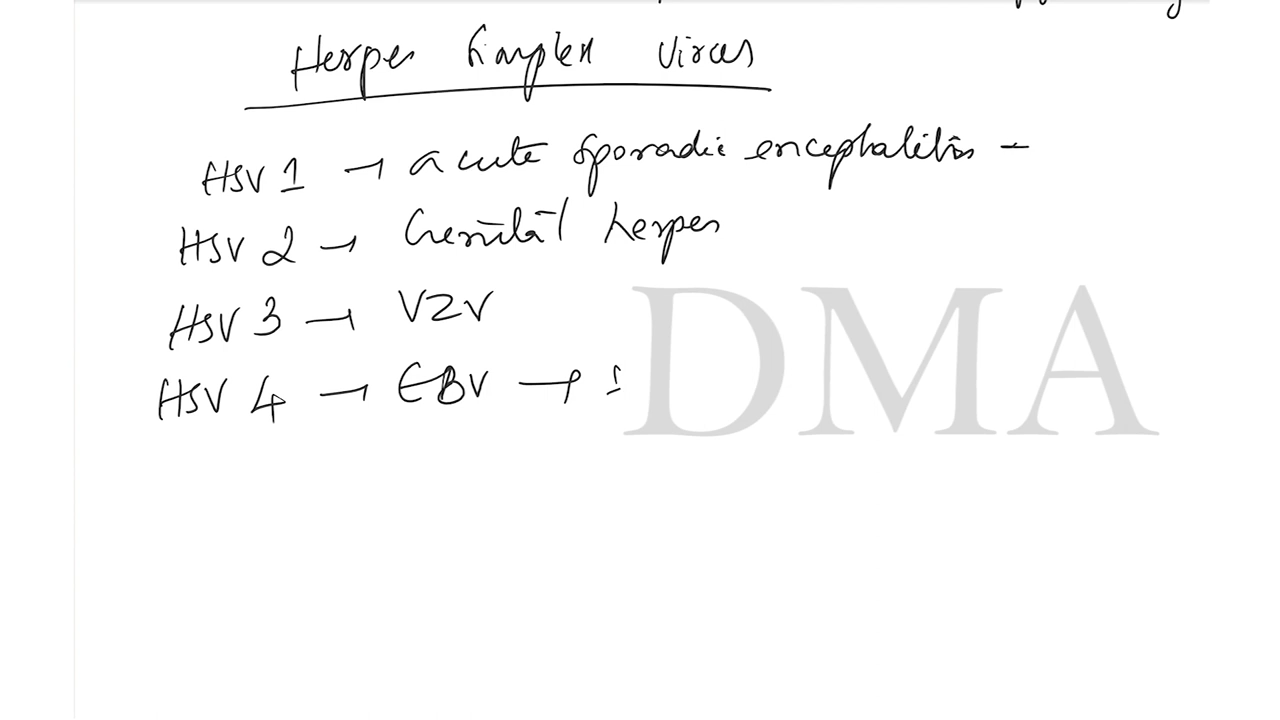 Herpes Simplex Virus
HSV 1 → acute sporadic encephalitis -
HSV 2 → Genital herpes
HSV 3 → VZV
HSV 4 → EBV →
DMA